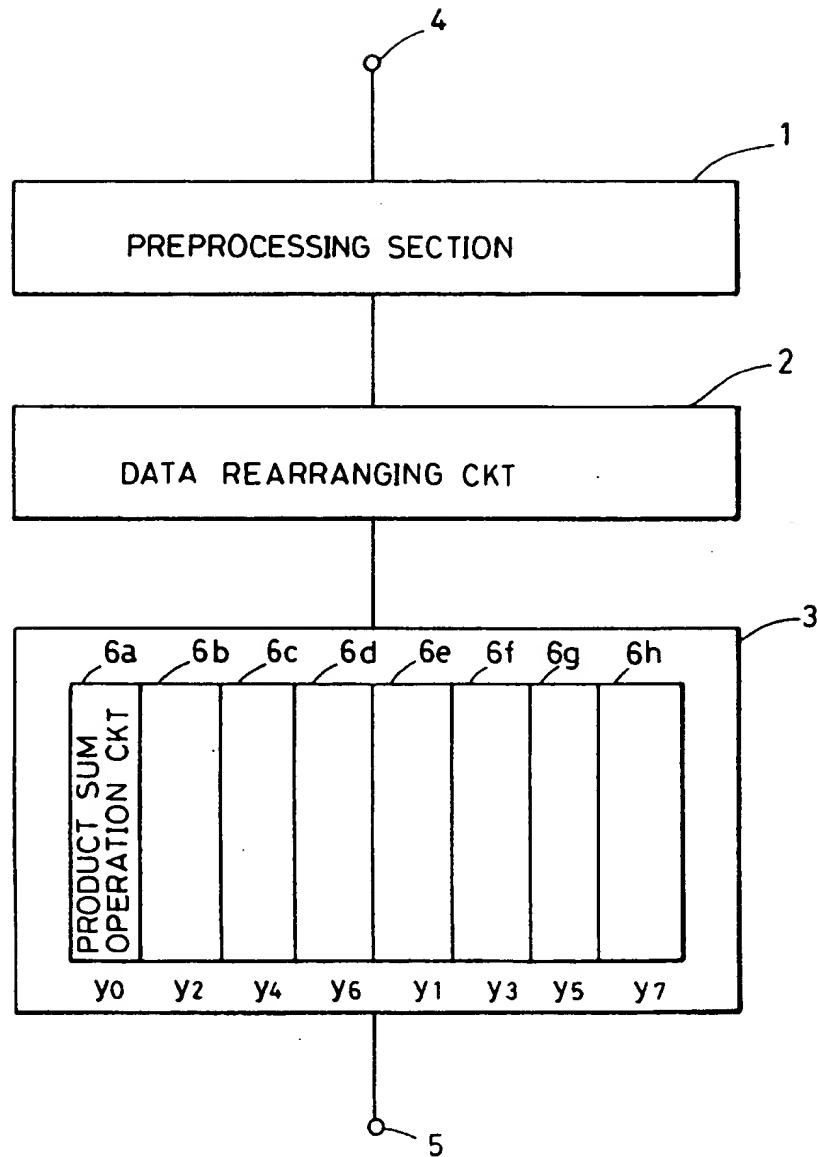 4
1
PREPROCESSING SECTION
2
DATA REARRANGING CKT
3
6a 6b 6c 6d 6e 6f 6g 6h
PRODUCT SUM
OPERATION CKT
y0 y2 y4 y6 y1 y3 y5 y7
5